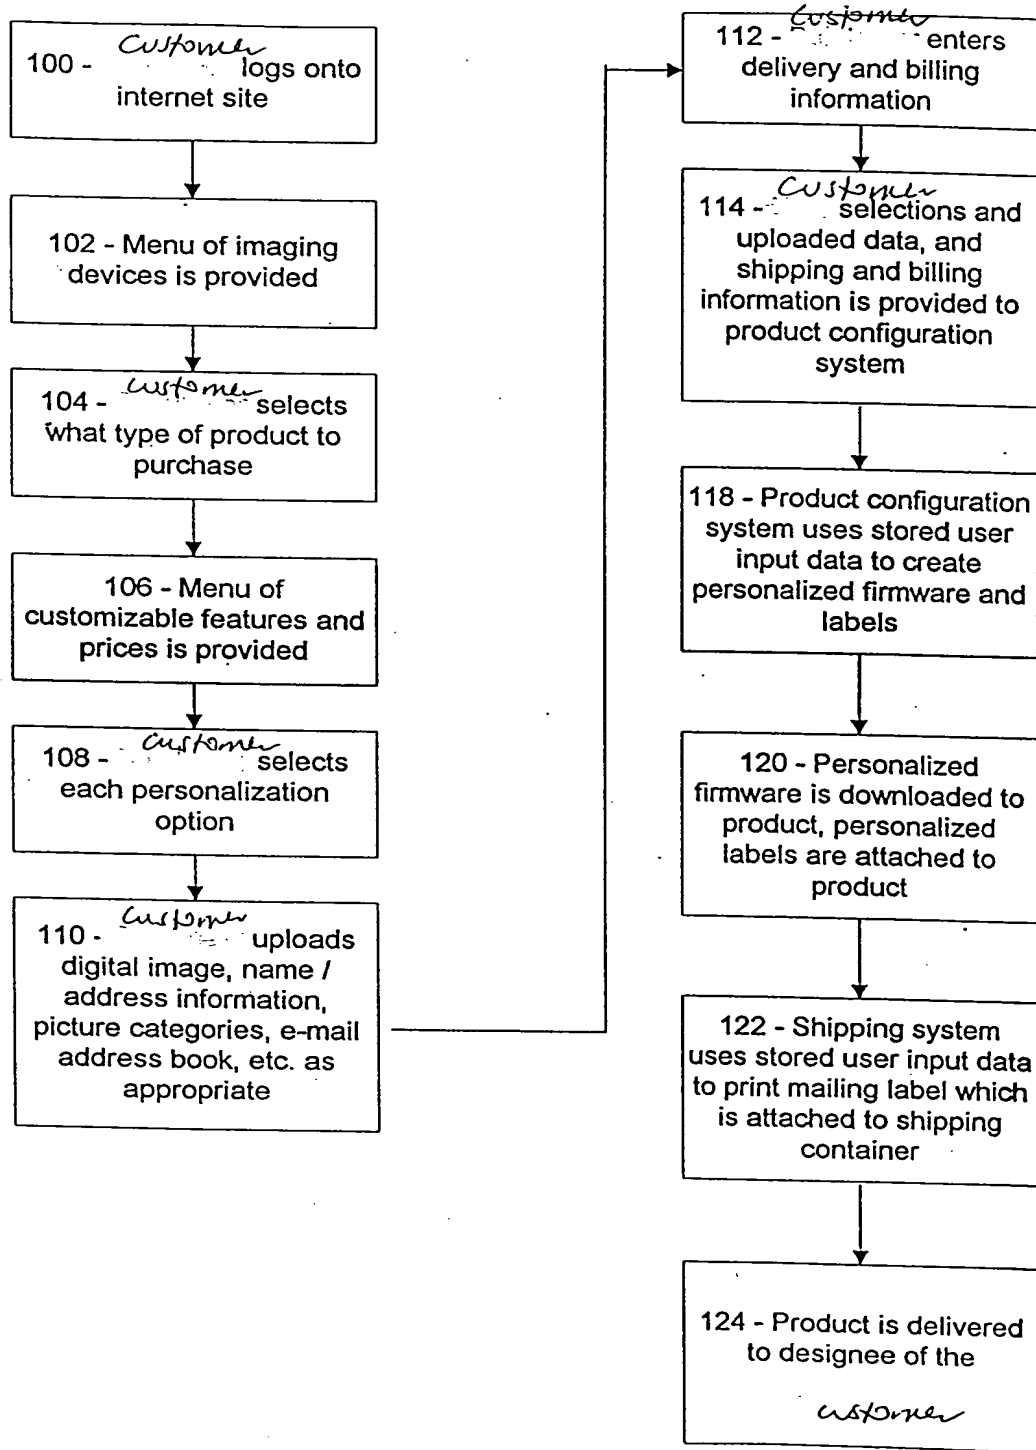 Customer
100 - logs onto
internet site
102 - Menu of imaging
devices is provided
customer
104 - selects
what type of product to
purchase
106 - Menu of
customizable features and
prices is provided
customer
108 - selects
each personalization
option
customer
110 - uploads
digital image, name /
address information,
picture categories, e-mail
address book, etc. as
appropriate
customer
112 - enters
delivery and billing
information
customer
114 - selections and
uploaded data, and
shipping and billing
information is provided to
product configuration
system
118 - Product configuration
system uses stored user
input data to create
personalized firmware and
labels
120 - Personalized
firmware is downloaded to
product, personalized
labels are attached to
product
122 - Shipping system
uses stored user input data
to print mailing label which
is attached to shipping
container
124 - Product is delivered
to designee of the
customer